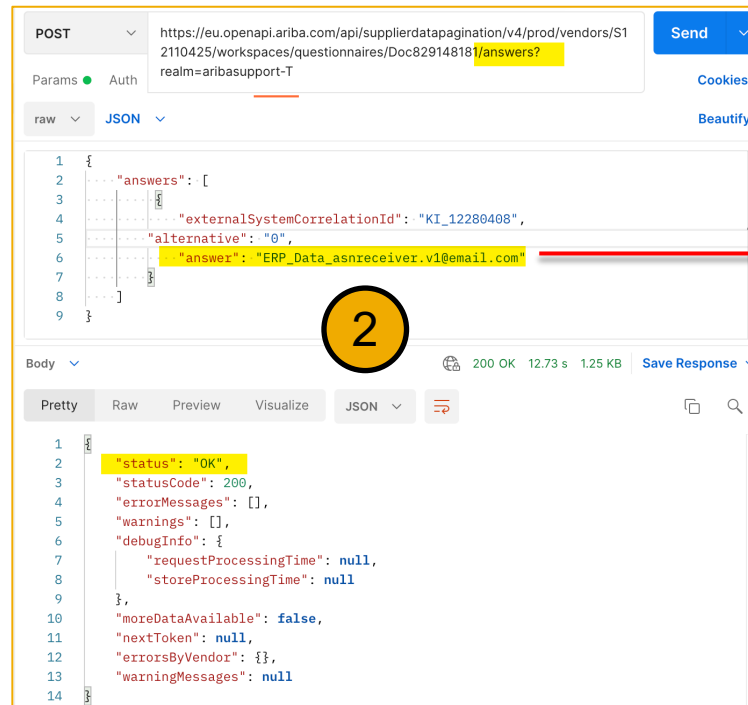 POST
https://eu.openapi.ariba.com/api/supplierdatapagination/v4/prod/vendors/S1
2110425/workspaces/questionnaires/Doc829148181/answers?
realm=aribasupport-T
Send
Params
Auth
Cookies
raw
JSON
Beautify
1 {
2 "answers": [
3 {
4 "externalSystemCorrelationId": "KI_12280408",
5 "alternative": "0",
6 "answer": "ERP_Data_asnreceiver.v1@email.com"
7 }
8 ]
9 }
2
Body
200 OK 12.73 s 1.25 KB
Save Response
Pretty
Raw
Preview
Visualize
JSON
1 {
2 "status": "OK",
3 "statusCode": 200,
4 "errorMessages": [],
5 "warnings": [],
6 "debugInfo": {
7 "requestProcessingTime": null,
8 "storeProcessingTime": null
9 },
10 "moreDataAvailable": false,
11 "nextToken": null,
12 "errorsByVendor": {},
13 "warningMessages": null
14 }